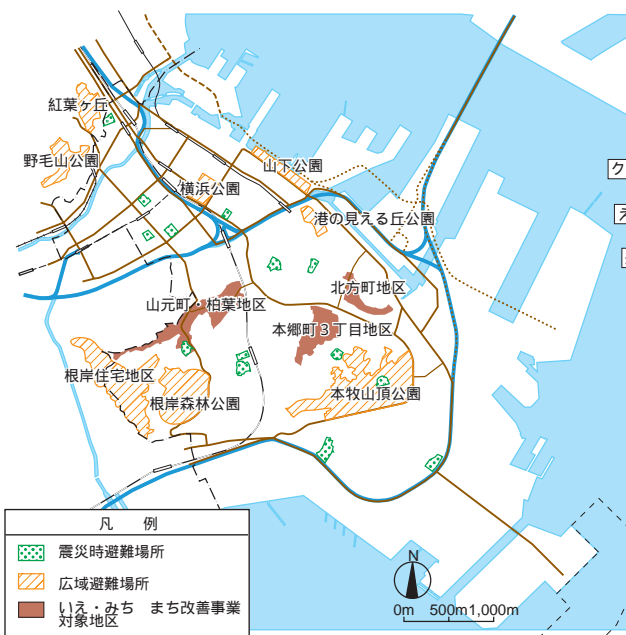 紅葉ヶ丘
野毛山公園
山下公園
横浜公園
港の見える丘公園
ク
北方町地区
山元町・柏葉地区
本郷町3丁目地区
根岸住宅地区
根岸森林公園
本牧山頂公園
凡　例
震災時避難場所
広域避難場所
いえ・みち　まち改善事業
対象地区
N
0m 500m 1,000m